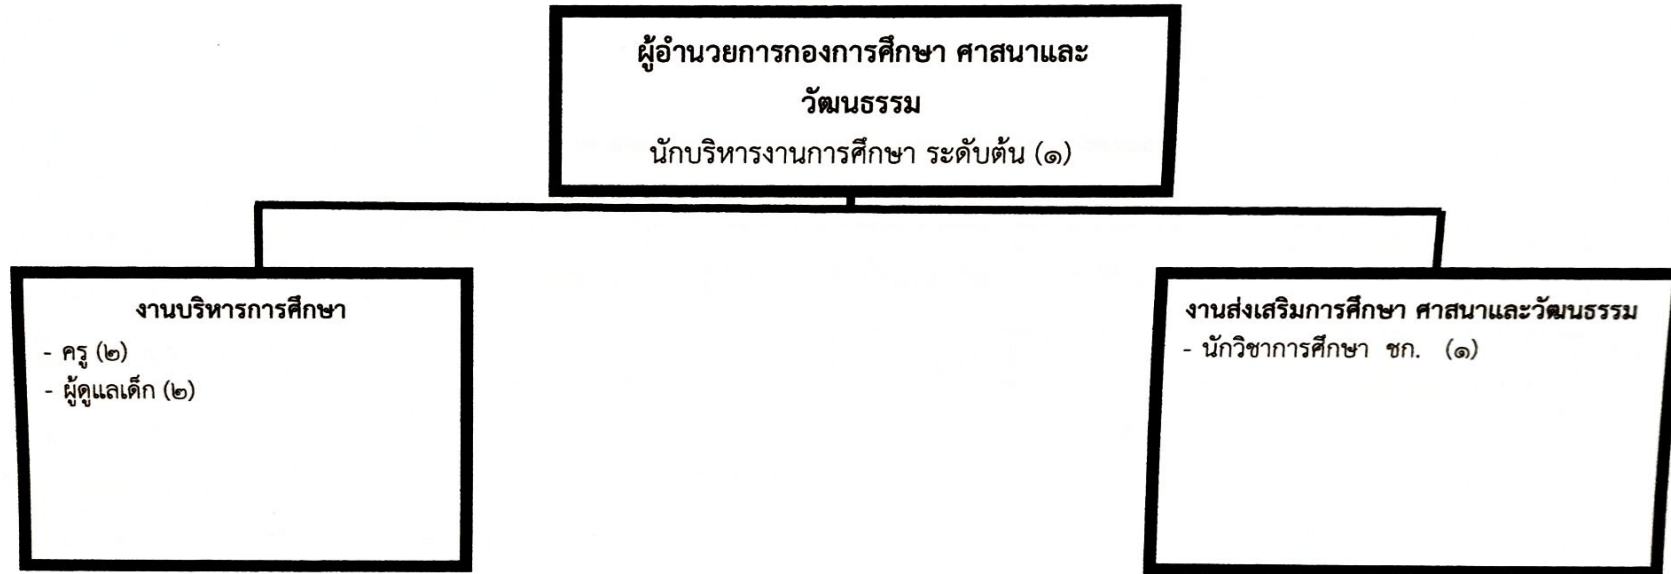 ผู้อำนวยการกองการศึกษา ศาสนาและ
วัฒนธรรม
นักบริหารงานการศึกษา ระดับต้น (๑)
งานบริหารการศึกษา
- ครู (๒)
- ผู้ดูแลเด็ก (๒)
งานส่งเสริมการศึกษา ศาสนาและวัฒนธรรม
- นักวิชาการศึกษา ชก. (๑)